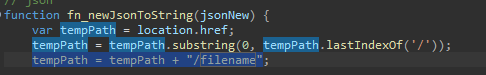 // json
function fn_newJsonToString(jsonNew) {
var tempPath = location.href;
tempPath = tempPath.substring(0, tempPath.lastIndexOf('/'));
tempPath = tempPath + "/filename";